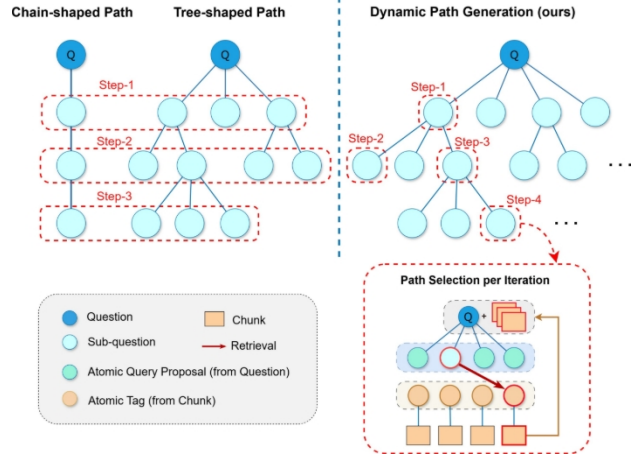 Chain-shaped Path
Tree-shaped Path
Dynamic Path Generation (ours)
Q
Q
Q
Step-1
Step-2
Step-3
Step-1
Step-2
Step-3
Step-4
...
...
Path Selection per Iteration
Q +
Question
Sub-question
Atomic Query Proposal (from Question)
Atomic Tag (from Chunk)
Chunk
Retrieval